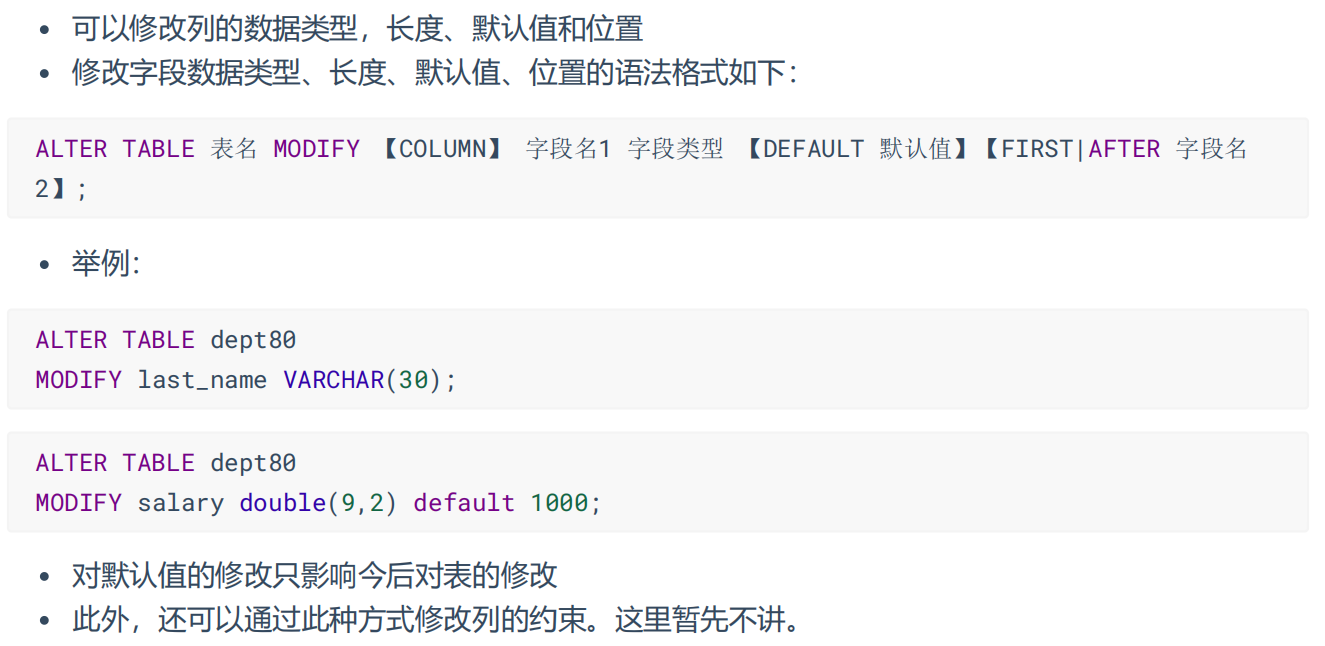 可以修改列的数据类型，长度、默认值和位置
修改字段数据类型、长度、默认值、位置的语法格式如下：
ALTER TABLE 表名 MODIFY 【COLUMN】 字段名1 字段类型 【DEFAULT 默认值】【FIRST|AFTER 字段名
2】;
举例：
ALTER TABLE dept80
MODIFY last_name VARCHAR(30);
ALTER TABLE dept80
MODIFY salary double(9,2) default 1000;
对默认值的修改只影响今后对表的修改
此外，还可以通过此种方式修改列的约束。这里暂先不讲。